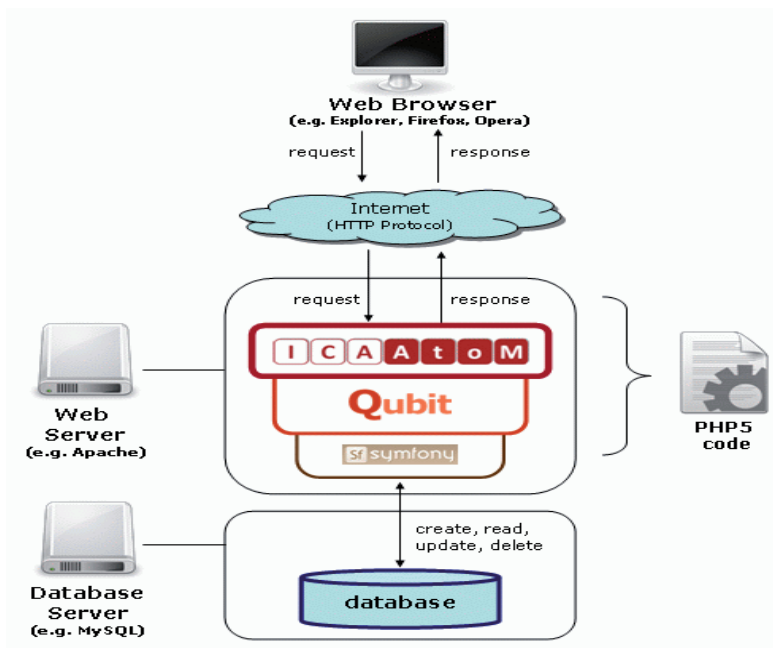 Web Browser
(e.g. Explorer, Firefox, Opera)
request
response
Internet
(HTTP Protocol)
request
response
ICAAtoM
Qubit
Sf symfony
Web
Server
(e.g. Apache)
PHP5
code
create, read,
update, delete
database
Database
Server
(e.g. MySQL)